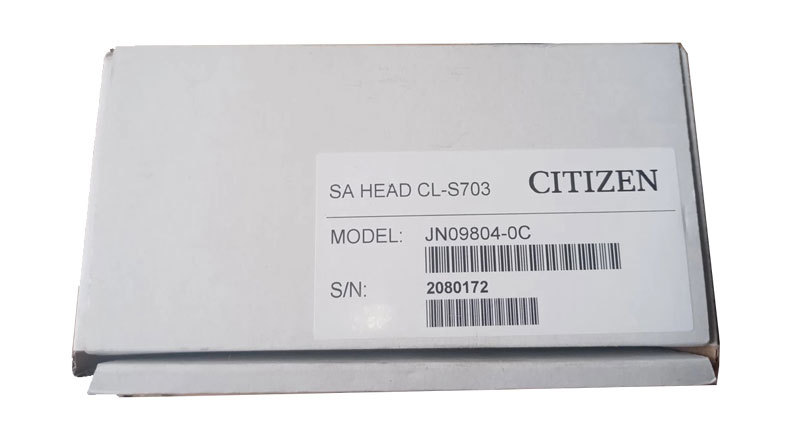 SA HEAD CL-S703 CITIZEN
MODEL: JN09804-0C
S/N: 2080172